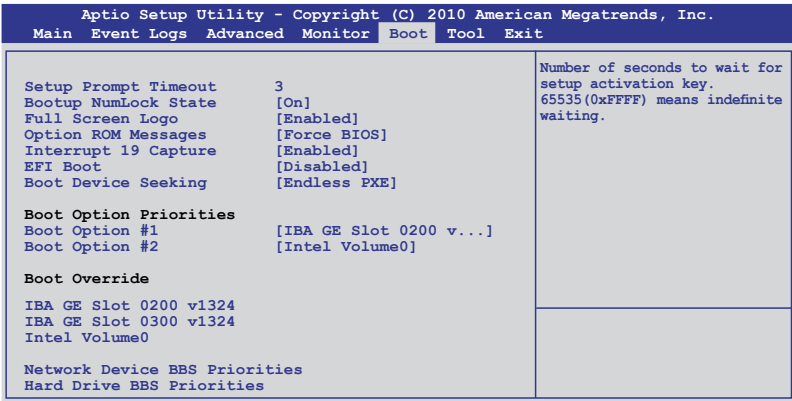 Aptio Setup Utility - Copyright (C) 2010 American Megatrends, Inc.
Main Event Logs Advanced Monitor Boot Tool Exit
Setup Prompt Timeout 3
Bootup NumLock State [On]
Full Screen Logo [Enabled]
Option ROM Messages [Force BIOS]
Interrupt 19 Capture [Enabled]
EFI Boot [Disabled]
Boot Device Seeking [Endless PXE]
Boot Option Priorities
Boot Option #1 [IBA GE Slot 0200 v...]
Boot Option #2 [Intel Volume0]
Boot Override
IBA GE Slot 0200 v1324
IBA GE Slot 0300 v1324
Intel Volume0
Network Device BBS Priorities
Hard Drive BBS Priorities
Number of seconds to wait for
setup activation key.
65535(0xFFFF) means indefinite
waiting.